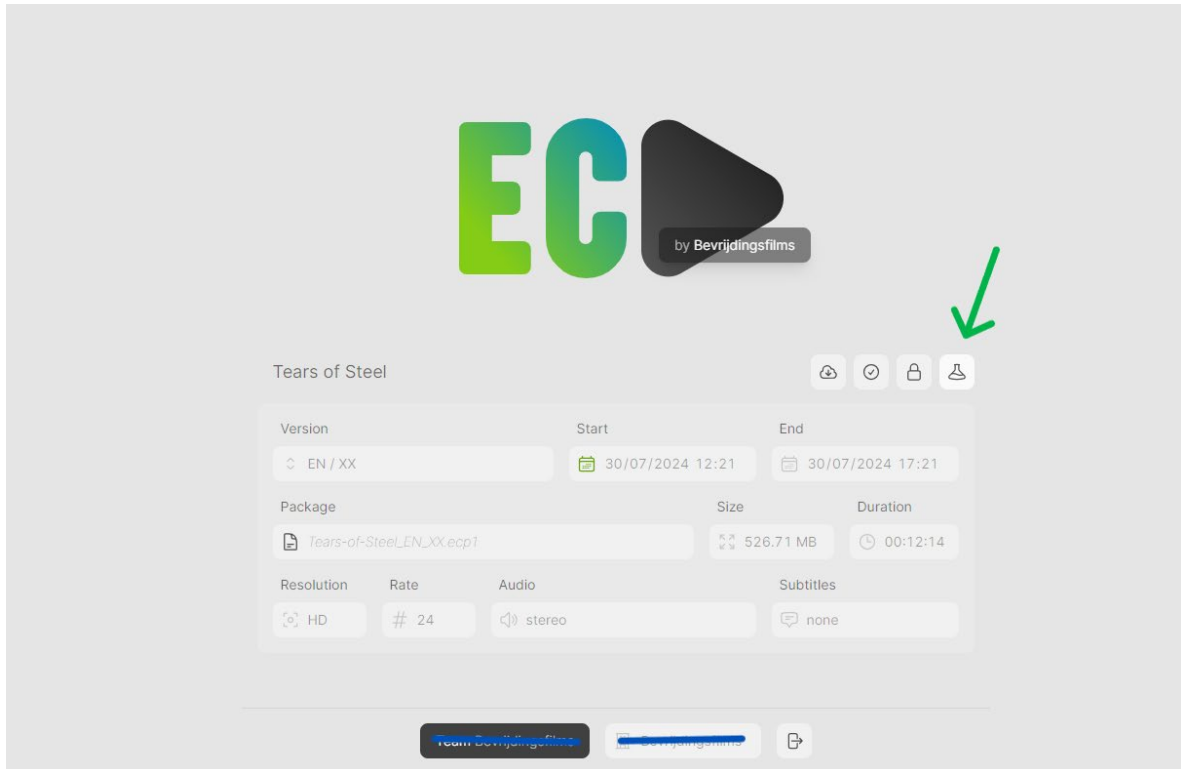 EC
by Bevrijdingsfilms
Tears of Steel
Version Start End
EN / XX 30/07/2024 12:21 30/07/2024 17:21
Package Size Duration
Tears-of-Steel_EN_XX.ecp1 526.71 MB 00:12:14
Resolution Rate Audio Subtitles
HD # 24 stereo none